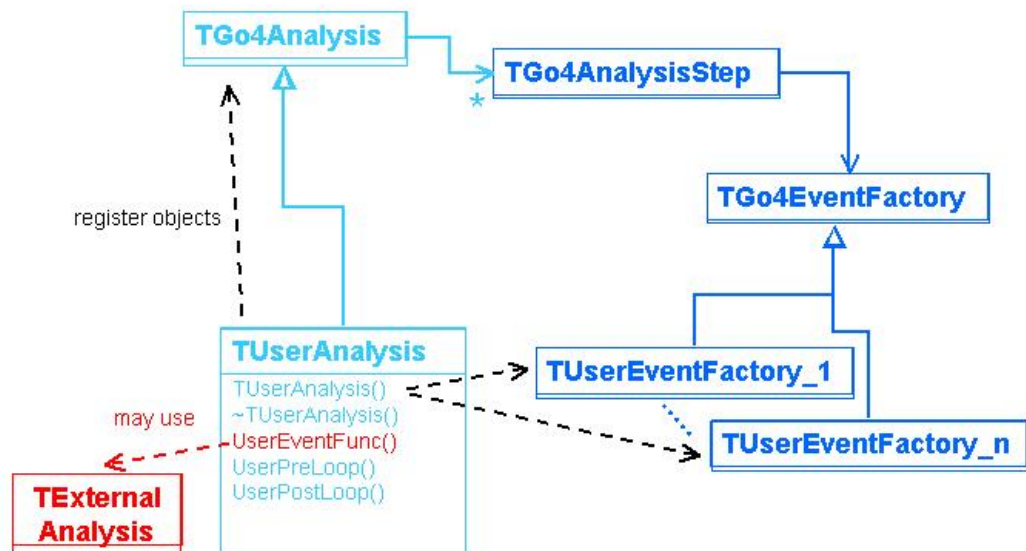 TGo4Analysis
TGo4AnalysisStep
*
TGo4EventFactory
register objects
TUserAnalysis
TUserAnalysis()
~TUserAnalysis()
UserEventFunc()
UserPreLoop()
UserPostLoop()
TUserEventFactory_1
TUserEventFactory_n
may use
TExternal
Analysis